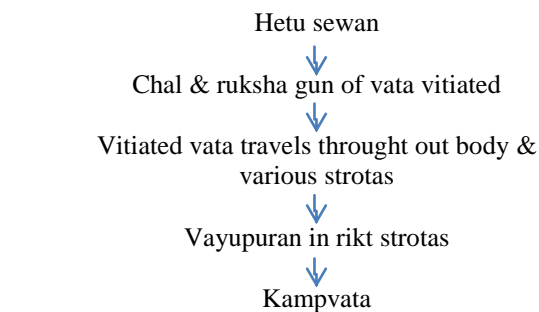 Hetu sewan
Chal & ruksha gun of vata vitiated
Vitiated vata travels throught out body &
various strotas
Vayupuran in rikt strotas
Kampvata